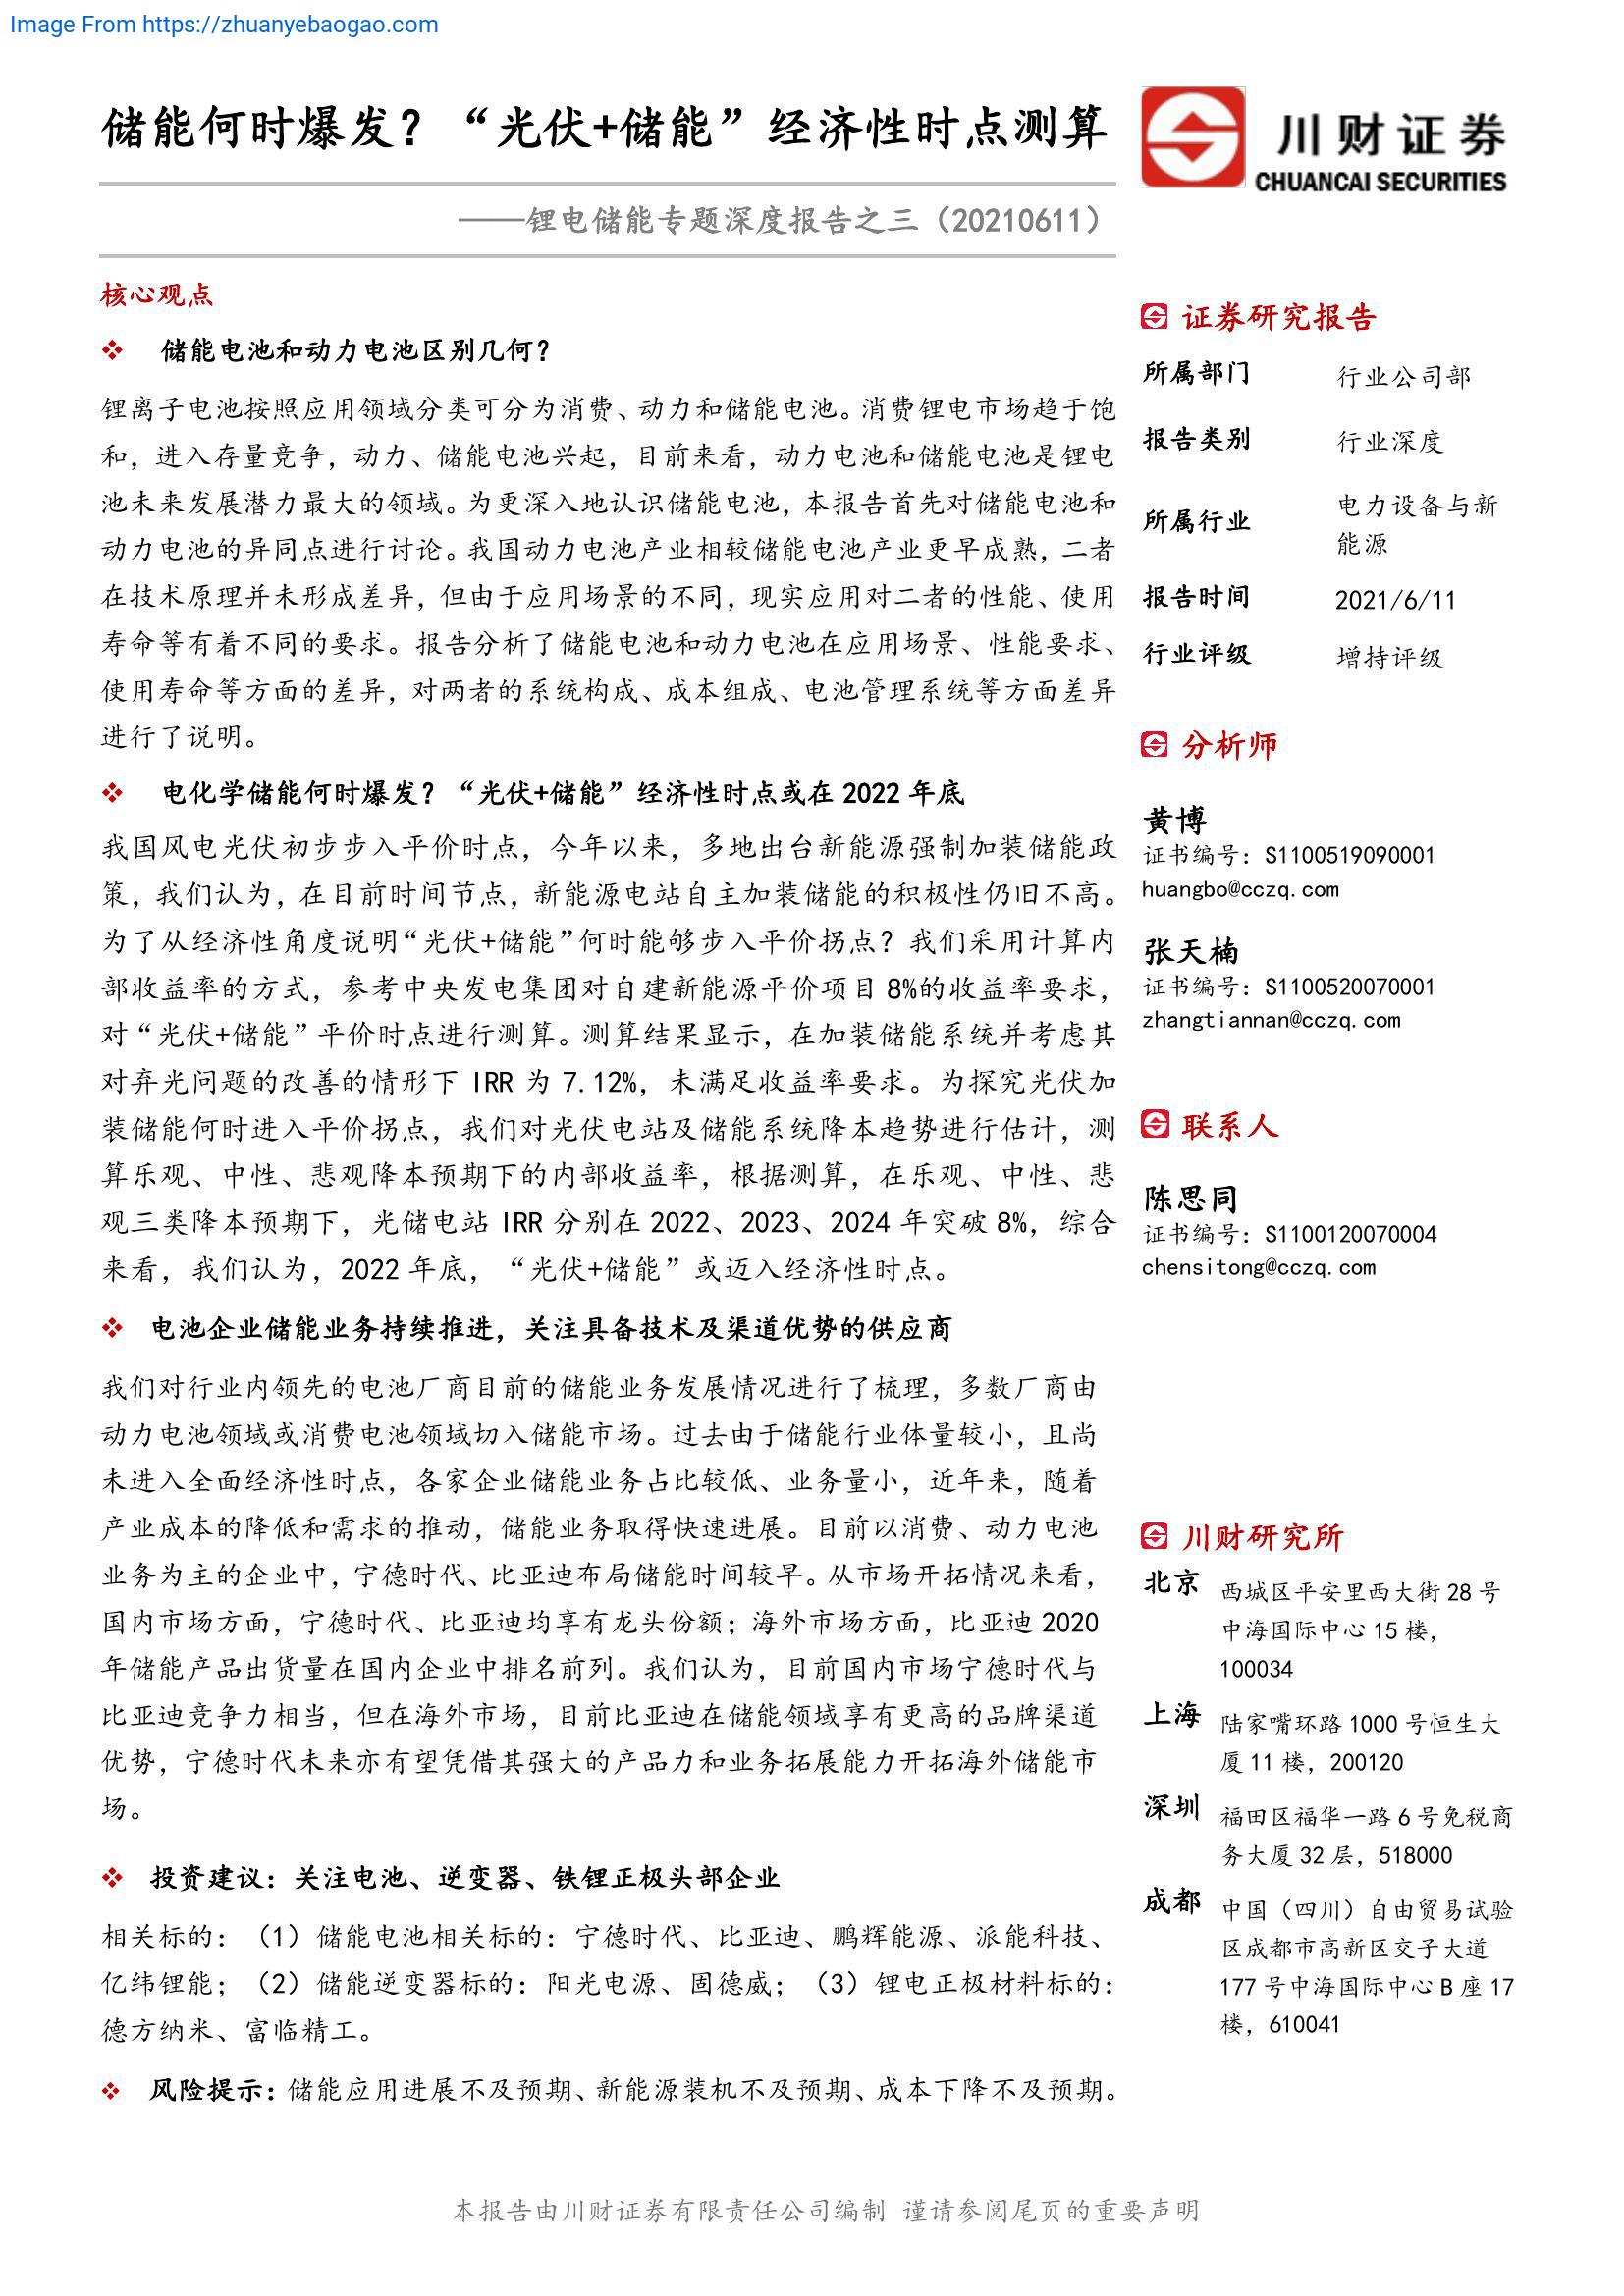 Image From https://zhuanyebaogao.com
储能何时爆发？“光伏+储能”经济性时点测算
——锂电储能专题深度报告之三（20210611）
川财证券
CHUANCAI SECURITIES
核心观点
❖ 储能电池和动力电池区别几何？
锂离子电池按照应用领域分类可分为消费、动力和储能电池。消费锂电市场趋于饱
和，进入存量竞争，动力、储能电池兴起，目前来看，动力电池和储能电池是锂电
池未来发展潜力最大的领域。为更深入地认识储能电池，本报告首先对储能电池和
动力电池的异同点进行讨论。我国动力电池产业相较储能电池产业更早成熟，二者
在技术原理并未形成差异，但由于应用场景的不同，现实应用对二者的性能、使用
寿命等有着不同的要求。报告分析了储能电池和动力电池在应用场景、性能要求、
使用寿命等方面的差异，对两者的系统构成、成本组成、电池管理系统等方面差异
进行了说明。
❖ 电化学储能何时爆发？“光伏+储能”经济性时点或在 2022 年底
我国风电光伏初步步入平价时点，今年以来，多地出台新能源强制加装储能政
策，我们认为，在目前时间节点，新能源电站自主加装储能的积极性仍旧不高。
为了从经济性角度说明“光伏+储能”何时能够步入平价拐点？我们采用计算内
部收益率的方式，参考中央发电集团对自建新能源平价项目 8%的收益率要求，
对“光伏+储能”平价时点进行测算。测算结果显示，在加装储能系统并考虑其
对弃光问题的改善的情形下 IRR 为 7.12%，未满足收益率要求。为探究光伏加
装储能何时进入平价拐点，我们对光伏电站及储能系统降本趋势进行估计，测
算乐观、中性、悲观降本预期下的内部收益率，根据测算，在乐观、中性、悲
观三类降本预期下，光储电站 IRR 分别在 2022、2023、2024 年突破 8%，综合
来看，我们认为，2022 年底，“光伏+储能”或迈入经济性时点。
❖ 电池企业储能业务持续推进，关注具备技术及渠道优势的供应商
我们对行业内领先的电池厂商目前的储能业务发展情况进行了梳理，多数厂商由
动力电池领域或消费电池领域切入储能市场。过去由于储能行业体量较小，且尚
未进入全面经济性时点，各家企业储能业务占比较低、业务量小，近年来，随着
产业成本的降低和需求的推动，储能业务取得快速进展。目前以消费、动力电池
业务为主的企业中，宁德时代、比亚迪布局储能时间较早。从市场开拓情况来看，
国内市场方面，宁德时代、比亚迪均享有龙头份额；海外市场方面，比亚迪 2020
年储能产品出货量在国内企业中排名前列。我们认为，目前国内市场宁德时代与
比亚迪竞争力相当，但在海外市场，目前比亚迪在储能领域享有更高的品牌渠道
优势，宁德时代未来亦有望凭借其强大的产品力和业务拓展能力开拓海外储能市
场。
❖ 投资建议：关注电池、逆变器、铁锂正极头部企业
相关标的：（1）储能电池相关标的：宁德时代、比亚迪、鹏辉能源、派能科技、
亿纬锂能；（2）储能逆变器标的：阳光电源、固德威；（3）锂电正极材料标的：
德方纳米、富临精工。
❖ 风险提示：储能应用进展不及预期、新能源装机不及预期、成本下降不及预期。
证券研究报告
所属部门 行业公司部
报告类别 行业深度
所属行业 电力设备与新
能源
报告时间 2021/6/11
行业评级 增持评级
分析师
黄博
证书编号：S1100519090001
huangbo@cczq.com
张天楠
证书编号：S1100520070001
zhangtiannan@cczq.com
联系人
陈思同
证书编号：S1100120070004
chensitong@cczq.com
川财研究所
北京 西城区平安里西大街 28 号
中海国际中心 15 楼，
100034
上海 陆家嘴环路 1000 号恒生大
厦 11 楼，200120
深圳 福田区福华一路 6 号免税商
务大厦 32 层，518000
成都 中国（四川）自由贸易试验
区成都市高新区交子大道
177 号中海国际中心 B 座 17
楼，610041
本报告由川财证券有限责任公司编制 谨请参阅尾页的重要声明